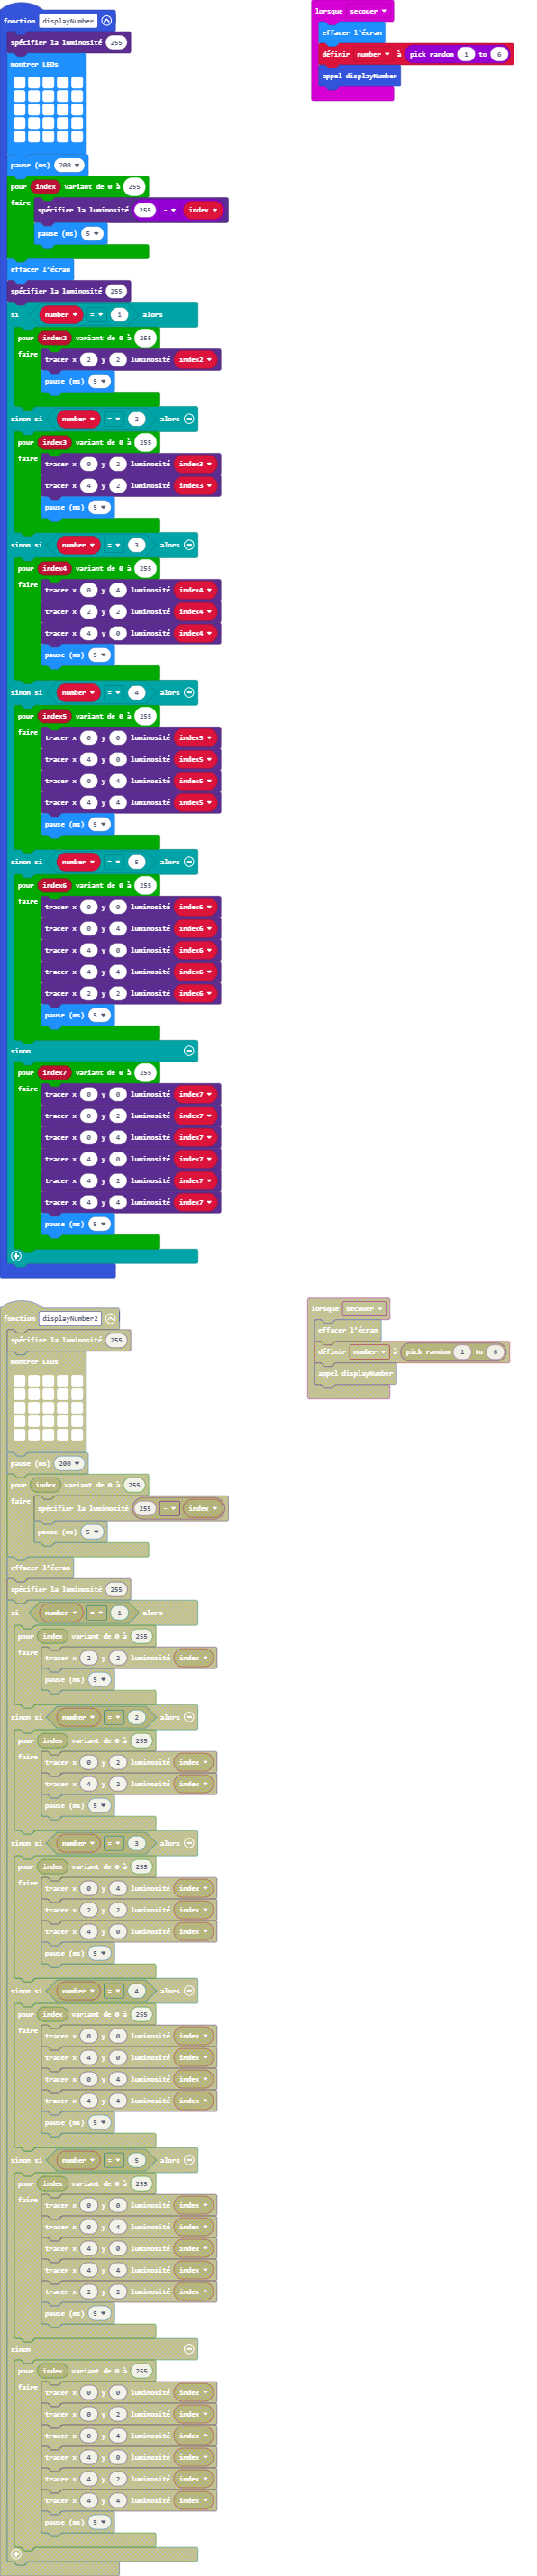 fonction displayNumber
spécifier la luminosité 255
montrer LEDs
pause (ms) 200
pour index variant de 0 à 255
faire
spécifier la luminosité 255 - index
pause (ms) 5
effacer l'écran
spécifier la luminosité 255
si number = 1 alors
pour index2 variant de 0 à 255
faire tracer x 2 y 2 luminosité index2
pause (ms) 5
sinon si number = 2 alors
pour index3 variant de 0 à 255
faire tracer x 0 y 2 luminosité index3
tracer x 4 y 2 luminosité index3
pause (ms) 5
sinon si number = 3 alors
pour index4 variant de 0 à 255
faire tracer x 0 y 4 luminosité index4
tracer x 2 y 2 luminosité index4
tracer x 4 y 0 luminosité index4
pause (ms) 5
sinon si number = 4 alors
pour index5 variant de 0 à 255
faire tracer x 0 y 0 luminosité index5
tracer x 4 y 0 luminosité index5
tracer x 0 y 4 luminosité index5
tracer x 4 y 4 luminosité index5
pause (ms) 5
sinon si number = 5 alors
pour index6 variant de 0 à 255
faire tracer x 0 y 0 luminosité index6
tracer x 0 y 4 luminosité index6
tracer x 4 y 0 luminosité index6
tracer x 4 y 4 luminosité index6
tracer x 2 y 2 luminosité index6
pause (ms) 5
sinon
pour index7 variant de 0 à 255
faire tracer x 0 y 0 luminosité index7
tracer x 0 y 2 luminosité index7
tracer x 0 y 4 luminosité index7
tracer x 4 y 0 luminosité index7
tracer x 4 y 2 luminosité index7
tracer x 4 y 4 luminosité index7
pause (ms) 5
lorsque secouer
effacer l'écran
définir number à pick random 1 to 6
appel displayNumber
fonction displayNumber2
spécifier la luminosité 255
montrer LEDs
pause (ms) 200
pour index variant de 0 à 255
faire
spécifier la luminosité 255 - index
pause (ms) 5
effacer l'écran
spécifier la luminosité 255
si number = 1 alors
pour index variant de 0 à 255
faire tracer x 2 y 2 luminosité index
pause (ms) 5
sinon si number = 2 alors
pour index variant de 0 à 255
faire tracer x 0 y 2 luminosité index
tracer x 4 y 2 luminosité index
pause (ms) 5
sinon si number = 3 alors
pour index variant de 0 à 255
faire tracer x 0 y 4 luminosité index
tracer x 2 y 2 luminosité index
tracer x 4 y 0 luminosité index
pause (ms) 5
sinon si number = 4 alors
pour index variant de 0 à 255
faire tracer x 0 y 0 luminosité index
tracer x 4 y 0 luminosité index
tracer x 0 y 4 luminosité index
tracer x 4 y 4 luminosité index
pause (ms) 5
sinon si number = 5 alors
pour index variant de 0 à 255
faire tracer x 0 y 0 luminosité index
tracer x 0 y 4 luminosité index
tracer x 4 y 0 luminosité index
tracer x 4 y 4 luminosité index
tracer x 2 y 2 luminosité index
pause (ms) 5
sinon
pour index variant de 0 à 255
faire tracer x 0 y 0 luminosité index
tracer x 0 y 2 luminosité index
tracer x 0 y 4 luminosité index
tracer x 4 y 0 luminosité index
tracer x 4 y 2 luminosité index
tracer x 4 y 4 luminosité index
pause (ms) 5
lorsque secouer
effacer l'écran
définir number à pick random 1 to 6
appel displayNumber